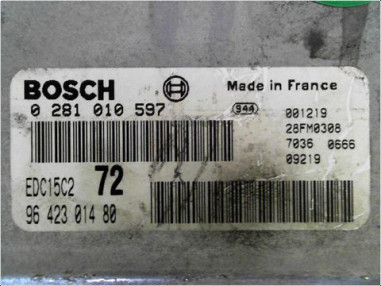 BOSCH Made in France
0 281 010 597 944 001219
28FM0308
7036 0666
09219
EDC15C2 72
96 423 014 80